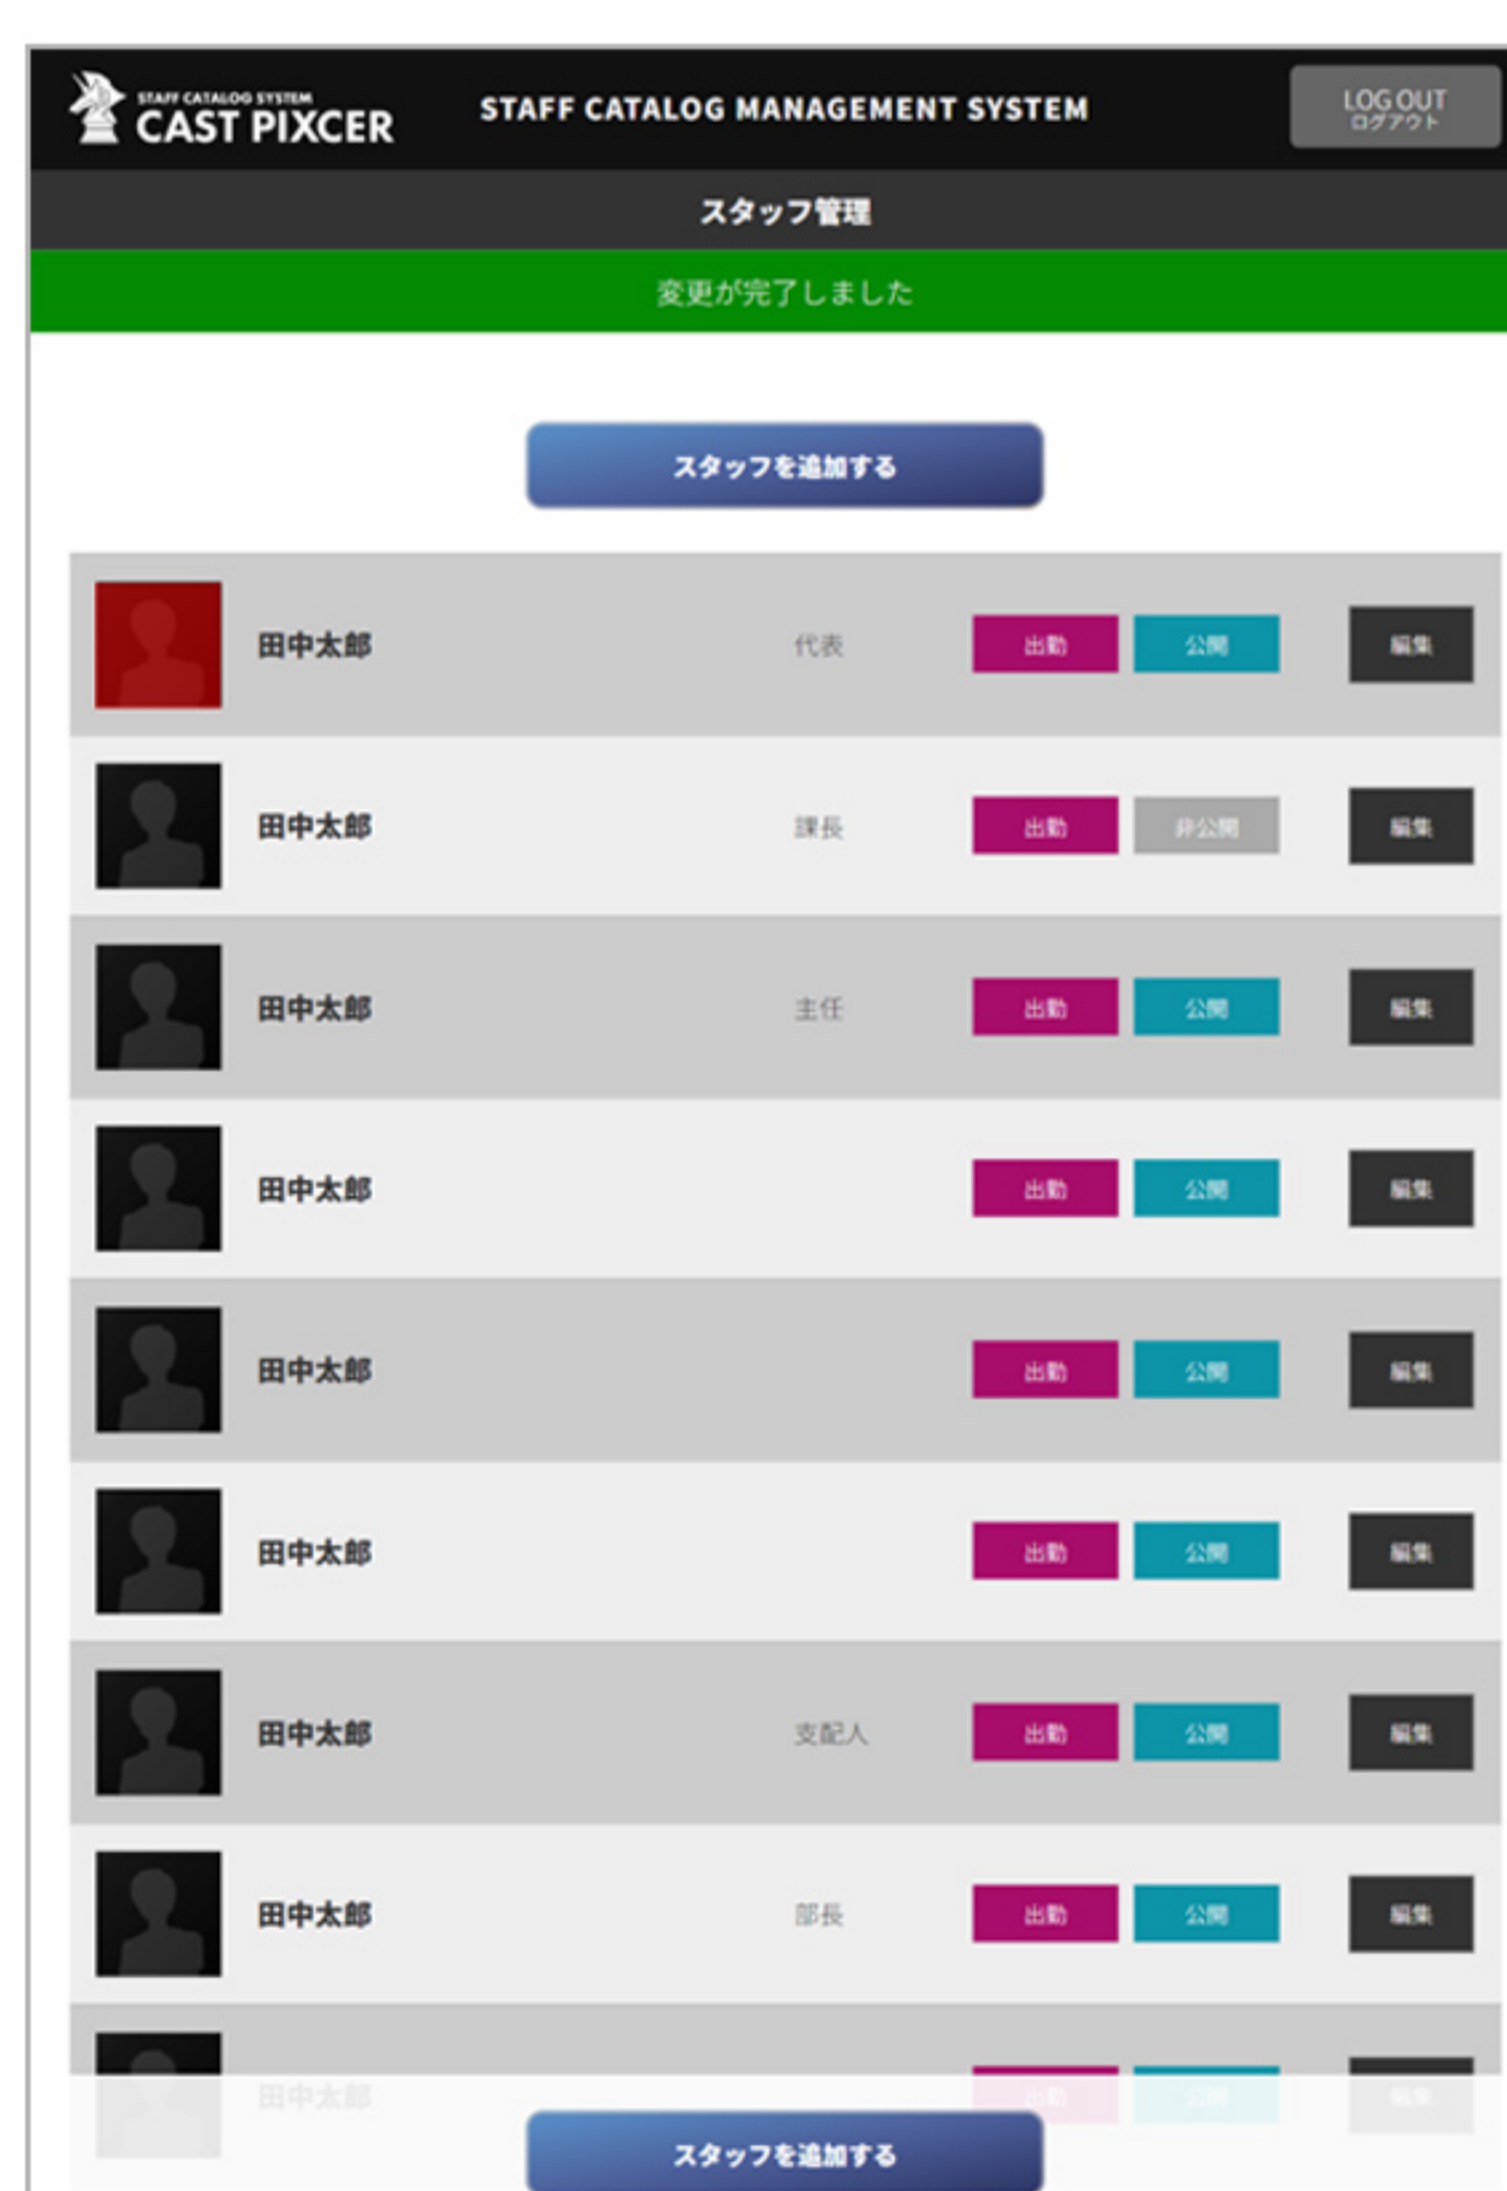 STAFF CATALOG SYSTEM
CAST PIXCER
STAFF CATALOG MANAGEMENT SYSTEM
LOG OUT
ログアウト
スタッフ管理
変更が完了しました
スタッフを追加する
田中太郎 代表 出勤 公開 編集
田中太郎 課長 出勤 非公開 編集
田中太郎 主任 出勤 公開 編集
田中太郎 出勤 公開 編集
田中太郎 出勤 公開 編集
田中太郎 出勤 公開 編集
田中太郎 支配人 出勤 公開 編集
田中太郎 部長 出勤 公開 編集
田中太郎 出勤 公開 編集
スタッフを追加する